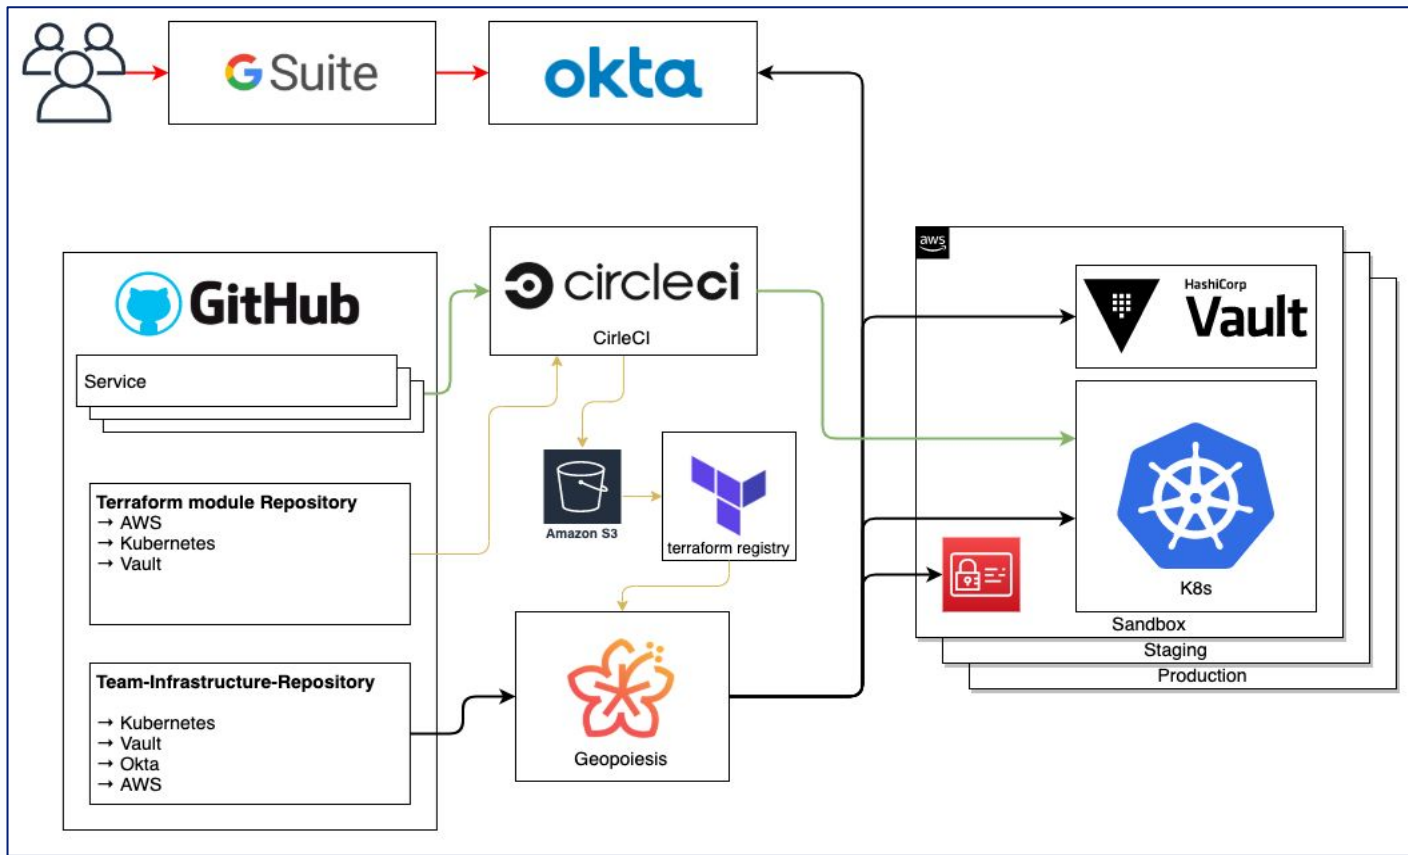 G Suite
okta
GitHub
Service
Terraform module Repository
→ AWS
→ Kubernetes
→ Vault
Team-Infrastructure-Repository
→ Kubernetes
→ Vault
→ Okta
→ AWS
circleci
CirleCI
Amazon S3
terraform registry
Geopoiesis
aws
HashiCorp
Vault
K8s
Sandbox
Staging
Production